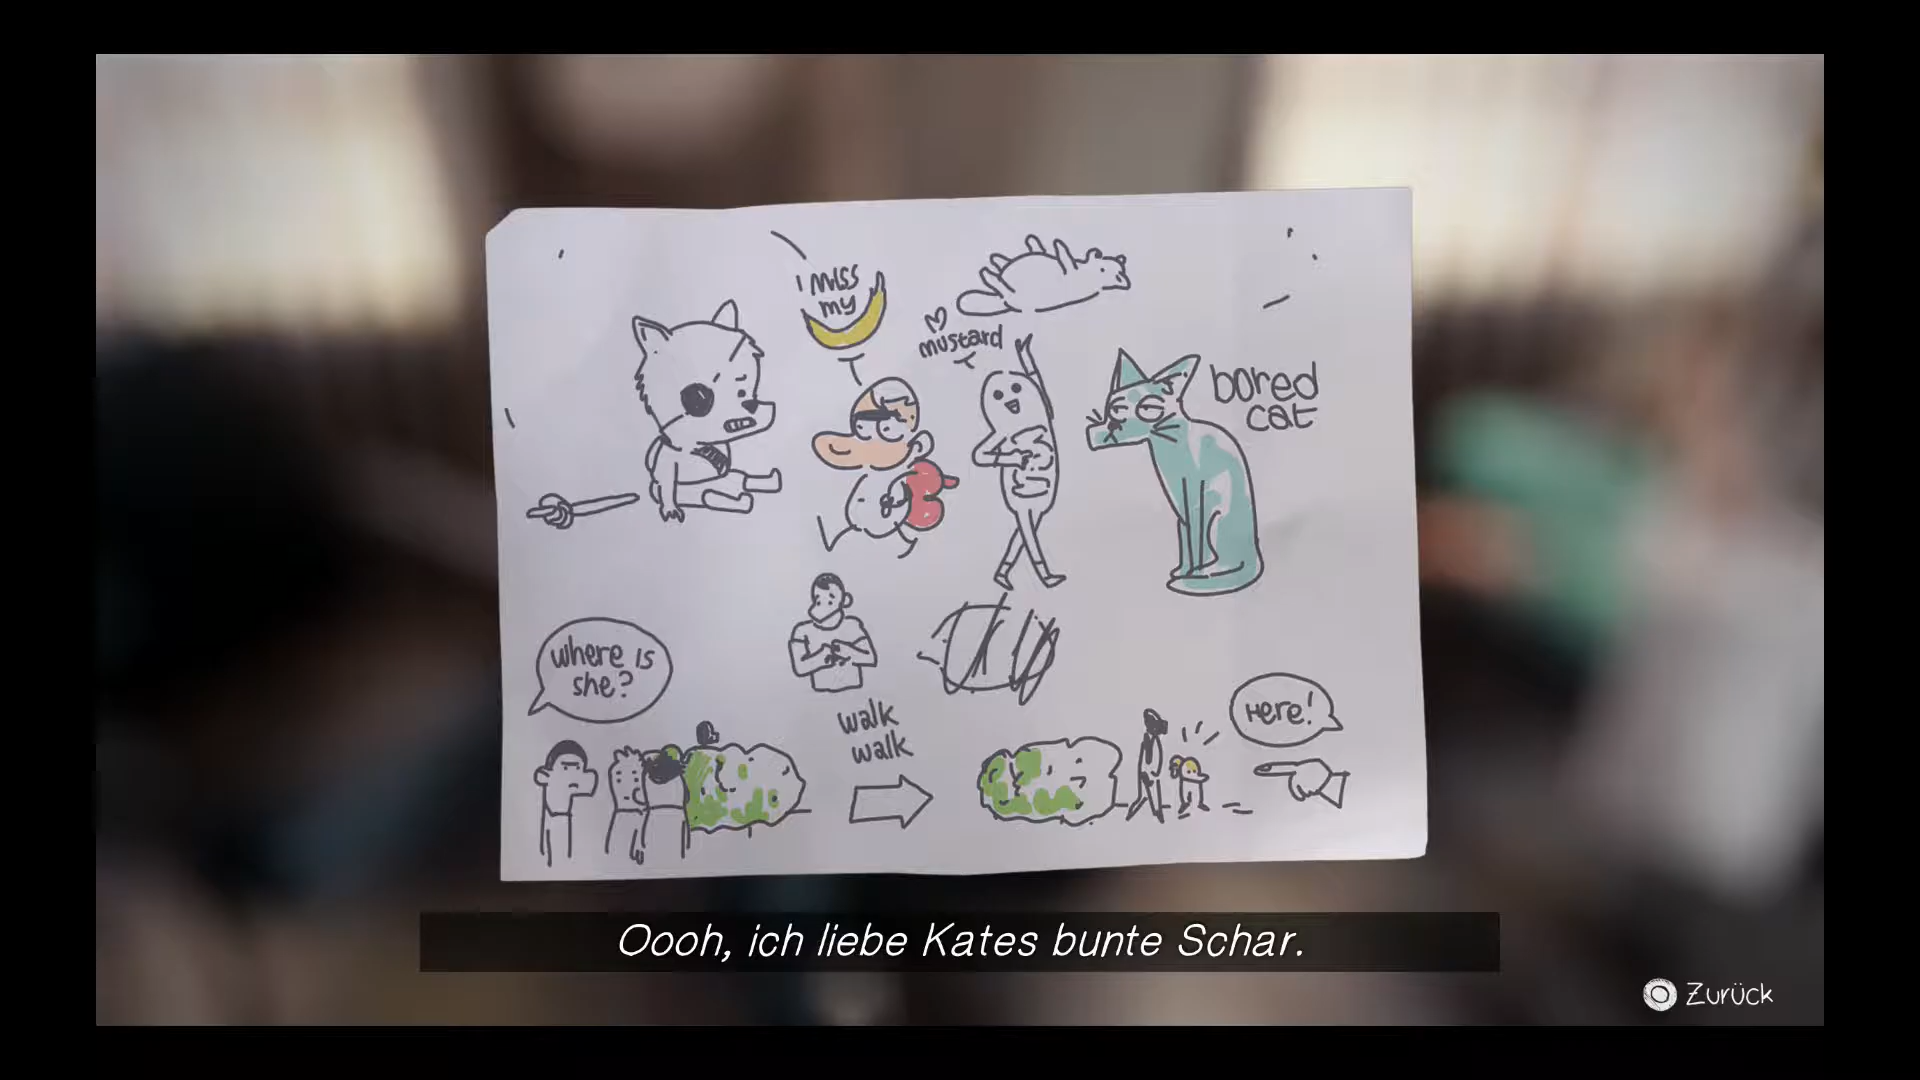 I miss
my
mustard
bored
cat
where is
she?
walk
walk
Here!
Oooh, ich liebe Kates bunte Schar.
Zurück